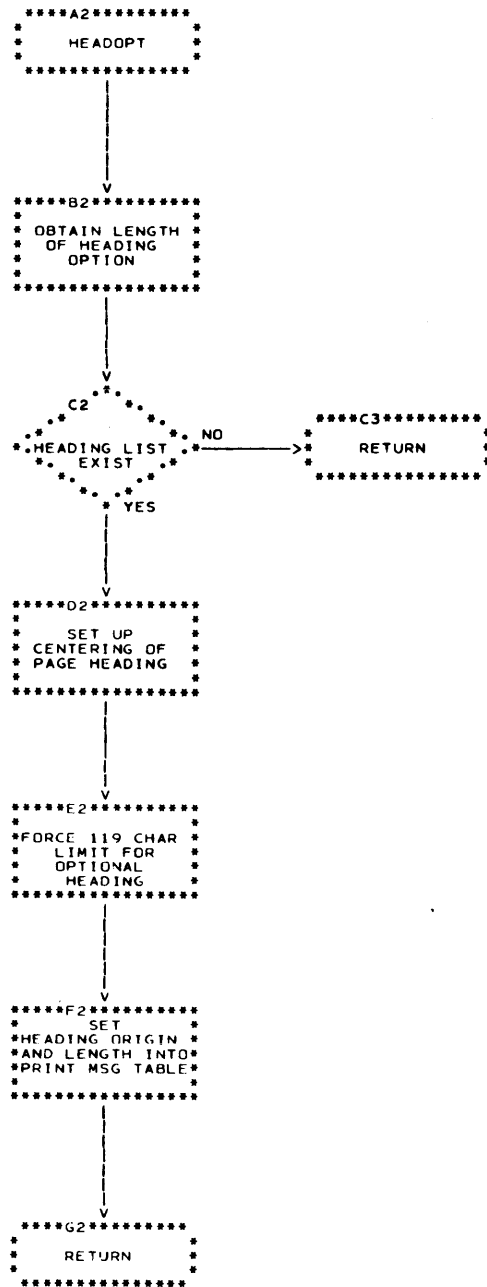 A2
HEADOPT
B2
OBTAIN LENGTH
OF HEADING
OPTION
C2
HEADING LIST
EXIST
NO
C3
RETURN
YES
D2
SET UP
CENTERING OF
PAGE HEADING
E2
FORCE 119 CHAR
LIMIT FOR
OPTIONAL
HEADING
F2
SET
HEADING ORIGIN
AND LENGTH INTO
PRINT MSG TABLE
G2
RETURN